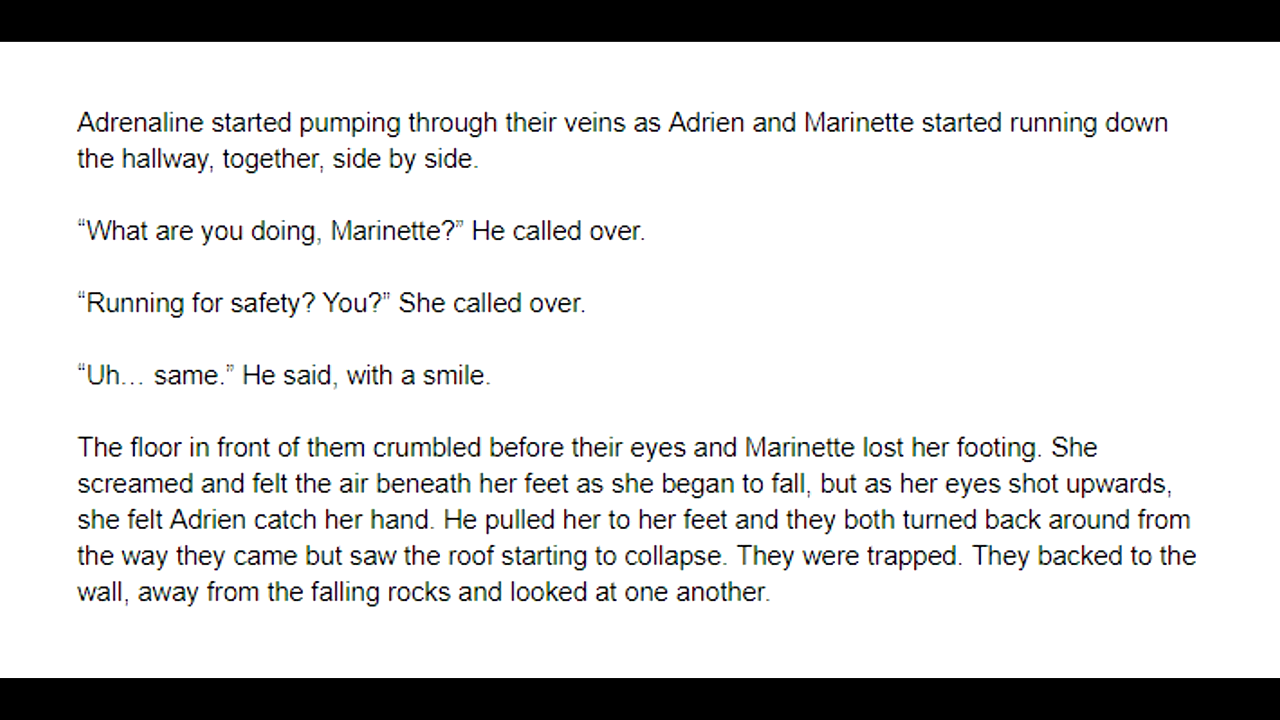 Adrenaline started pumping through their veins as Adrien and Marinette started running down
the hallway, together, side by side.
“What are you doing, Marinette?” He called over.
“Running for safety? You?” She called over.
“Uh… same.” He said, with a smile.
The floor in front of them crumbled before their eyes and Marinette lost her footing. She
screamed and felt the air beneath her feet as she began to fall, but as her eyes shot upwards,
she felt Adrien catch her hand. He pulled her to her feet and they both turned back around from
the way they came but saw the roof starting to collapse. They were trapped. They backed to the
wall, away from the falling rocks and looked at one another.